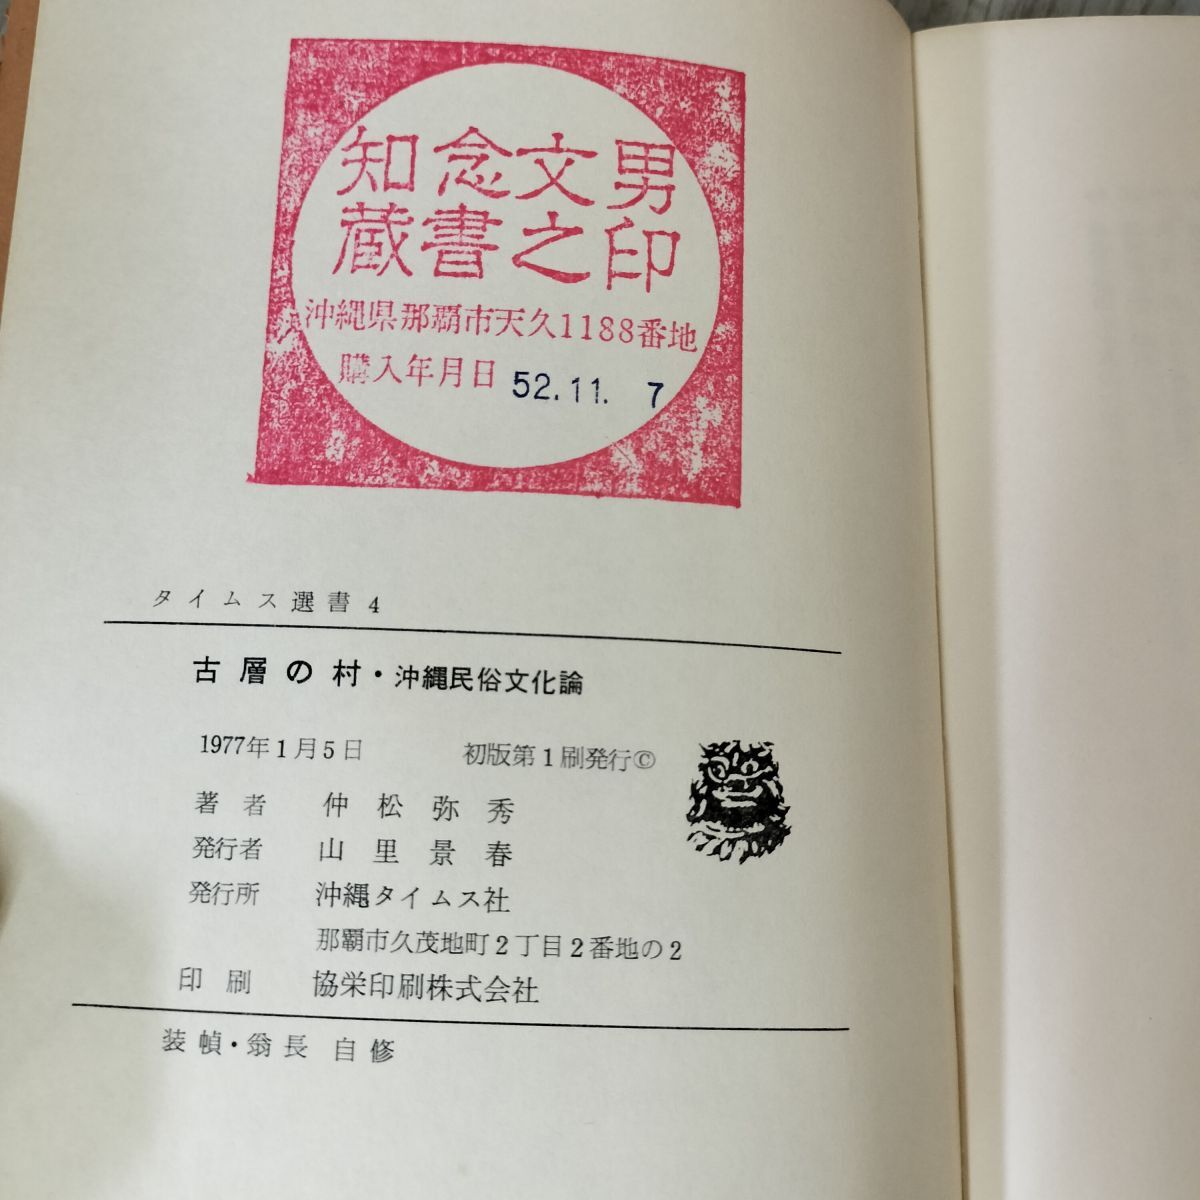 知念文男
蔵書之印
沖縄県那覇市天久1188番地
購入年月日 52.11. 7
タイムス選書 4
古層の村・沖縄民俗文化論
1977年1月5日 初版第1刷発行©
著者 仲松弥秀
発行者 山里景春
発行所 沖縄タイムス社
那覇市久茂地町2丁目2番地の2
印刷 協栄印刷株式会社
装幀・翁長自修